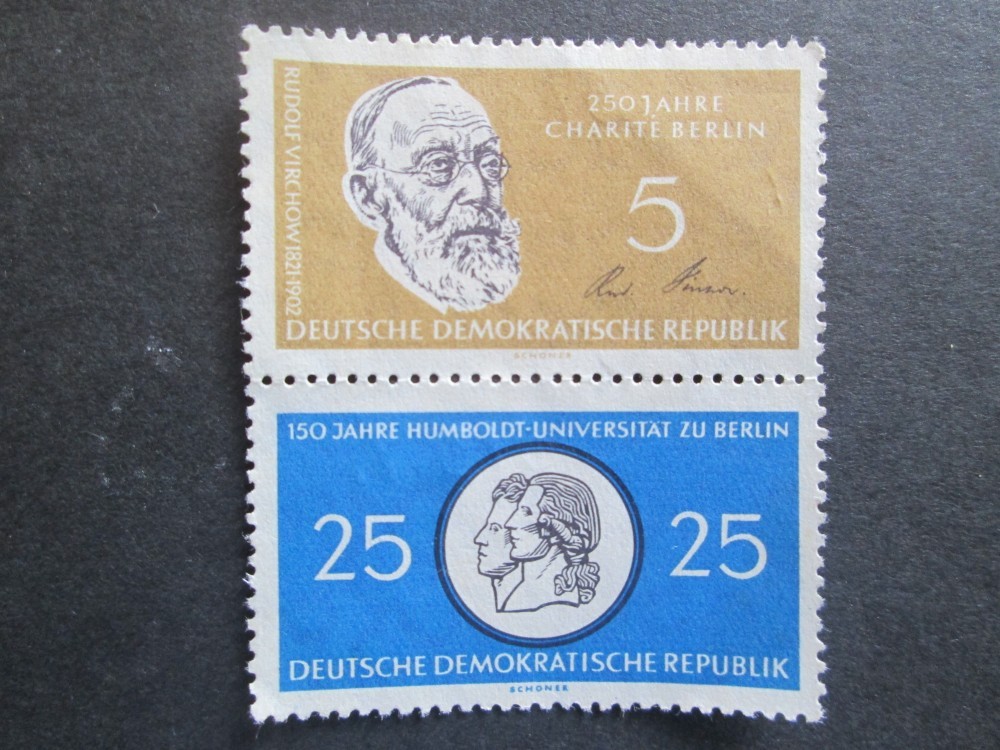 RUDOLF VIRCHOW 1821-1902
250 JAHRE
CHARITÉ BERLIN
5
DEUTSCHE DEMOKRATISCHE REPUBLIK
SCHONER
150 JAHRE HUMBOLDT-UNIVERSITÄT ZU BERLIN
25
25
DEUTSCHE DEMOKRATISCHE REPUBLIK
SCHONER